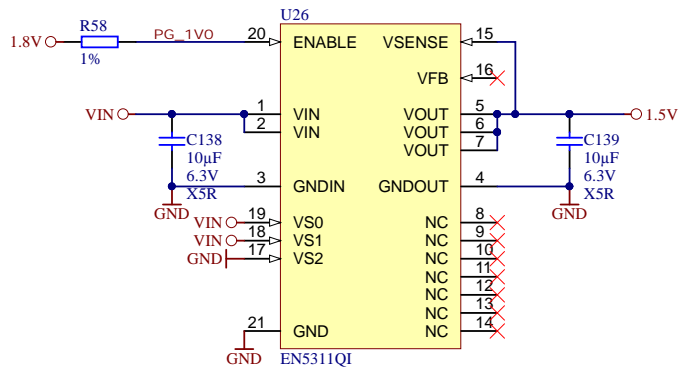 U26
R58
1.8V
PG_1V0
20
ENABLE
VSENSE
15
1%
VFB
16
VIN
1
VIN
VOUT
5
1.5V
2
VIN
VOUT
6
VOUT
7
C138
10µF
6.3V
X5R
C139
10µF
6.3V
X5R
3
GNDIN
GNDOUT
4
GND
GND
VIN
19
VS0
NC
8
VIN
18
VS1
NC
9
GND
17
VS2
NC
10
NC
11
NC
12
NC
13
21
GND
NC
14
GND
EN5311QI